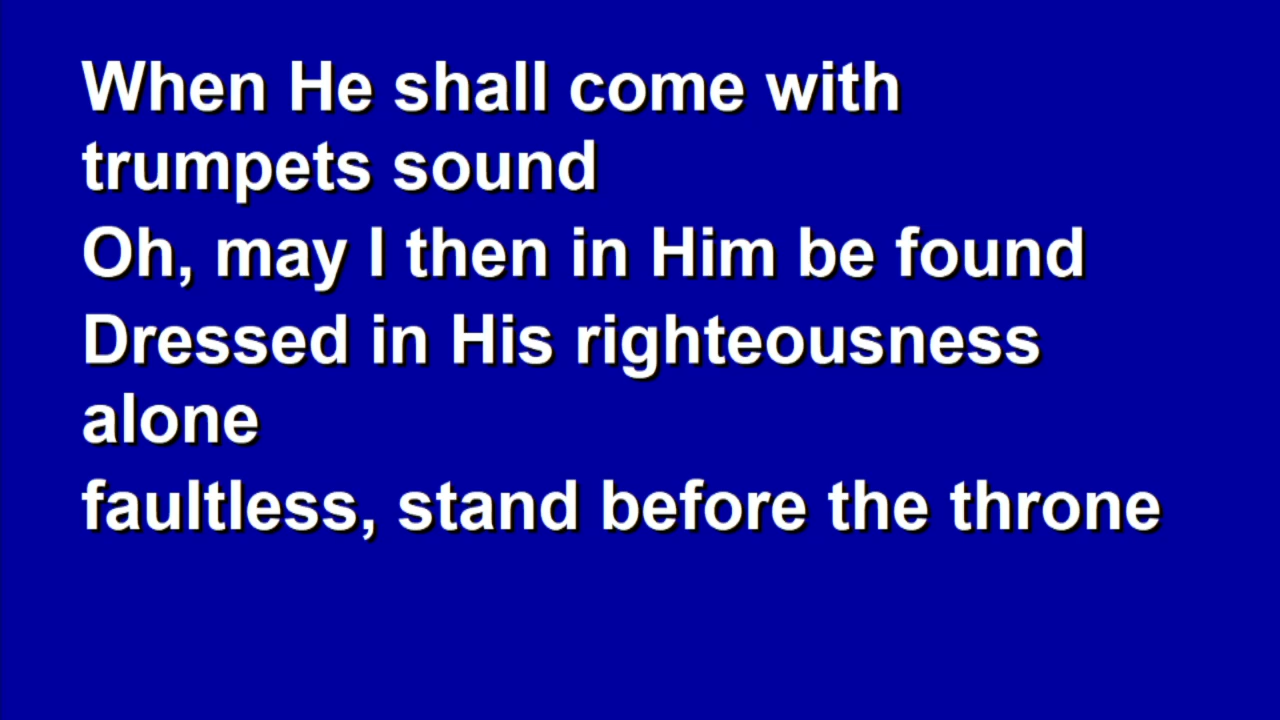 When He shall come with
trumpets sound
Oh, may I then in Him be found
Dressed in His righteousness
alone
faultless, stand before the throne